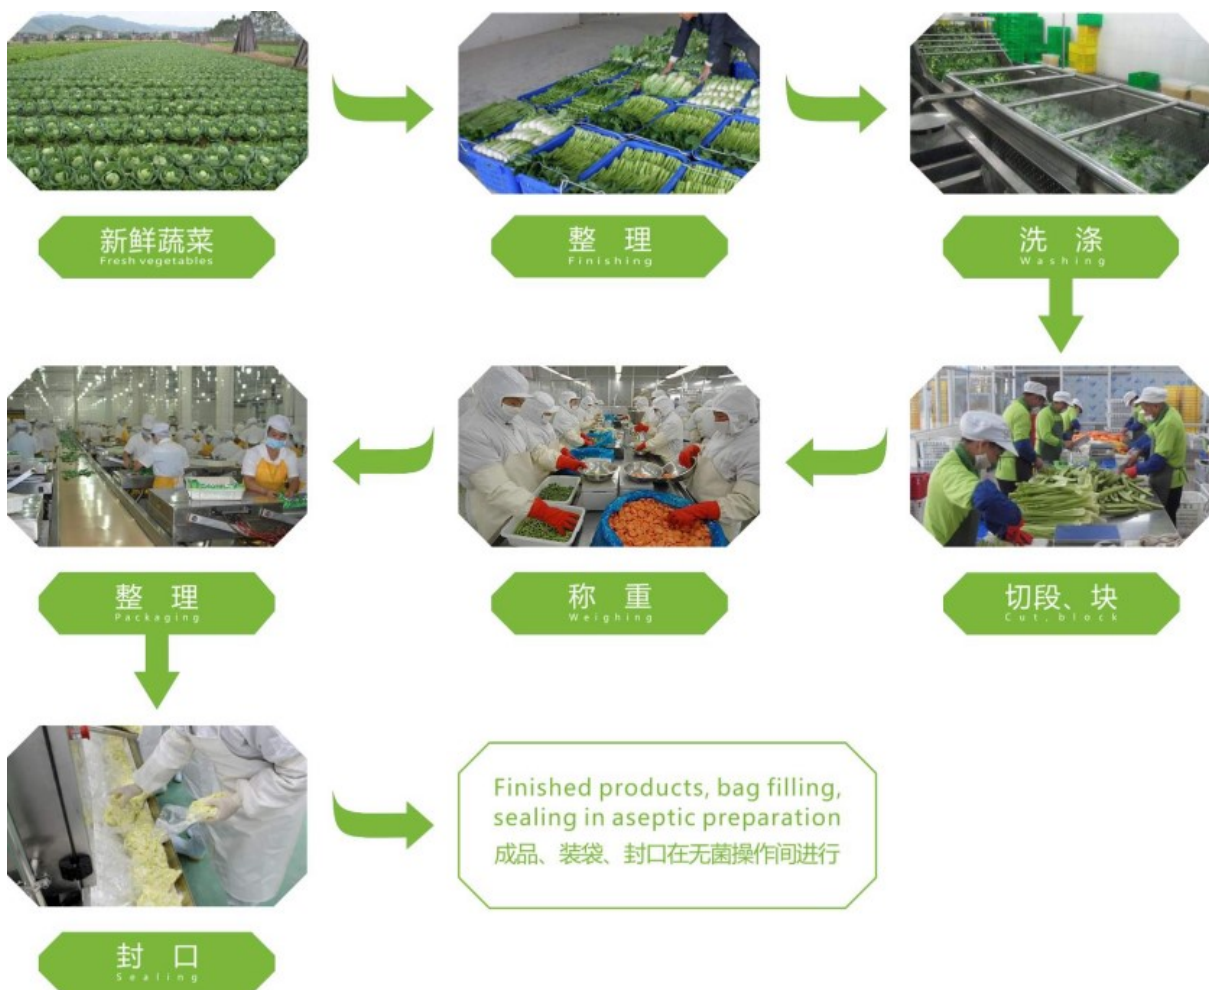 新鲜蔬菜
Fresh vegetables
整 理
Finishing
洗 涤
Washing
切段、块
Cut, block
称 重
Weighing
整 理
Packaging
封 口
Sealing
Finished products, bag filling,
sealing in aseptic preparation
成品、装袋、封口在无菌操作间进行